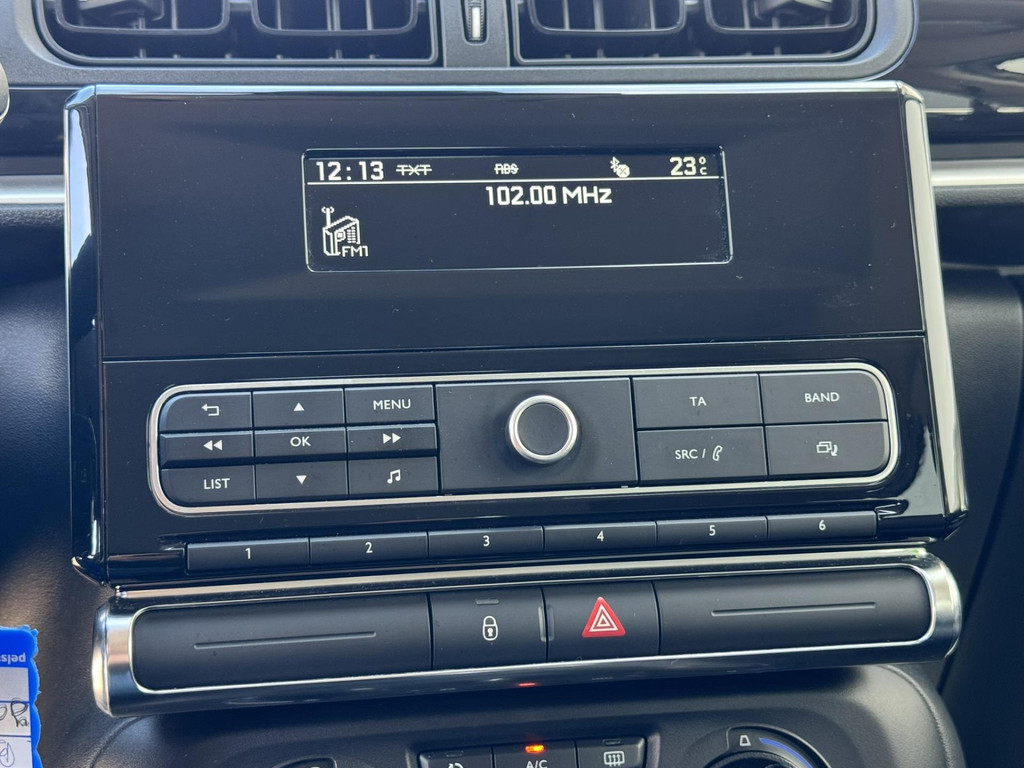 12:13 TXT ABS 23°C
102.00 MHz
FM1
MENU TA BAND
OK
LIST SRC /
1 2 3 4 5 6
A/C